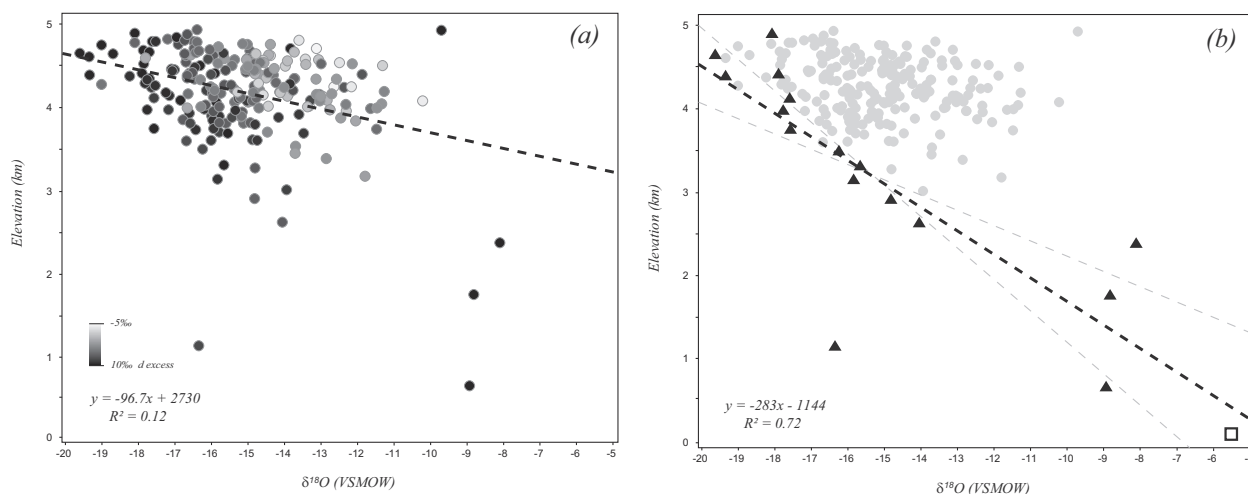 (a)
5
4
3
2
1
0
Elevation (km)
-5‰
10‰ d excess
y = -96.7x + 2730
R² = 0.12
-20 -19 -18 -17 -16 -15 -14 -13 -12 -11 -10 -9 -8 -7 -6 -5
δ¹⁸O (VSMOW)
(b)
5
4
3
2
1
0
Elevation (km)
y = -283x - 1144
R² = 0.72
-20 -19 -18 -17 -16 -15 -14 -13 -12 -11 -10 -9 -8 -7 -6
δ¹⁸O (VSMOW)